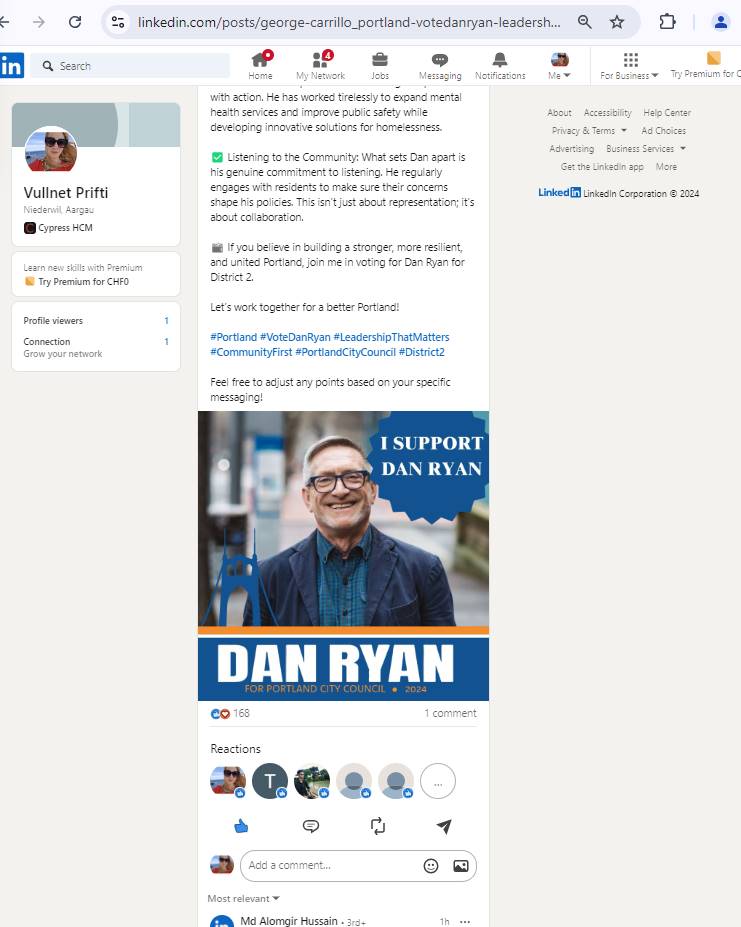 linkedin.com/posts/george-carrillo_portland-votedanryan-leadersh...
in
Search
Home
4
My Network
Jobs
Messaging
Notifications
Me
For Business
Try Premium for C
with action. He has worked tirelessly to expand mental
health services and improve public safety while
developing innovative solutions for homelessness.
✅ Listening to the Community: What sets Dan apart is
his genuine commitment to listening. He regularly
engages with residents to make sure their concerns
shape his policies. This isn't just about representation; it's
about collaboration.
If you believe in building a stronger, more resilient,
and united Portland, join me in voting for Dan Ryan for
District 2.
Let's work together for a better Portland!
#Portland #VoteDanRyan #LeadershipThatMatters
#CommunityFirst #PortlandCityCouncil #District2
Feel free to adjust any points based on your specific
messaging!
I SUPPORT
DAN RYAN
DAN RYAN
FOR PORTLAND CITY COUNCIL • 2024
168
1 comment
Reactions
T
...
Add a comment...
Most relevant
Md Alomgir Hussain • 3rd+
1h ...
Vullnet Prifti
Niederwil, Aargau
Cypress HCM
Learn new skills with Premium
Try Premium for CHF0
Profile viewers 1
Connection 1
Grow your network
About Accessibility Help Center
Privacy & Terms Ad Choices
Advertising Business Services
Get the LinkedIn app More
LinkedIn LinkedIn Corporation © 2024